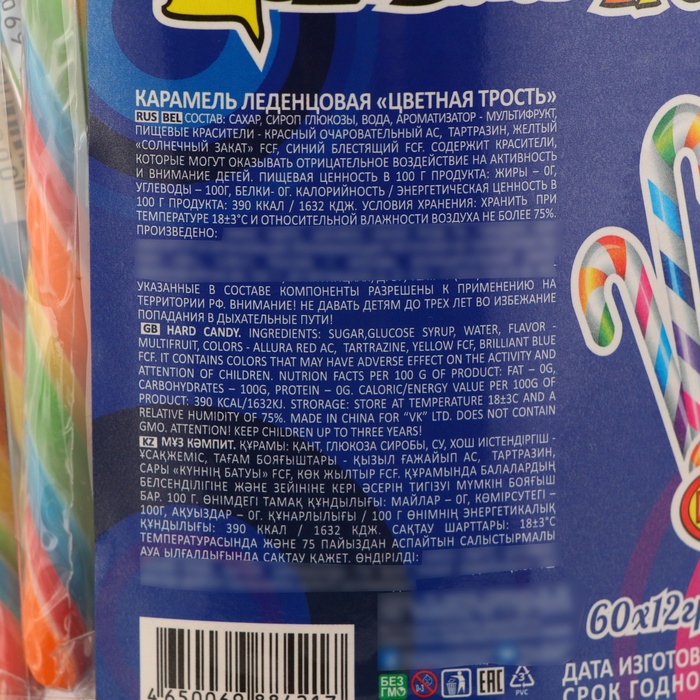 КАРАМЕЛЬ ЛЕДЕНЦОВАЯ «ЦВЕТНАЯ ТРОСТЬ»
RUS BEL СОСТАВ: САХАР, СИРОП ГЛЮКОЗЫ, ВОДА, АРОМАТИЗАТОР - МУЛЬТИФРУКТ,
ПИЩЕВЫЕ КРАСИТЕЛИ - КРАСНЫЙ ОЧАРОВАТЕЛЬНЫЙ АС, ТАРТРАЗИН, ЖЕЛТЫЙ
«СОЛНЕЧНЫЙ ЗАКАТ» FCF, СИНИЙ БЛЕСТЯЩИЙ FCF. СОДЕРЖИТ КРАСИТЕЛИ,
КОТОРЫЕ МОГУТ ОКАЗЫВАТЬ ОТРИЦАТЕЛЬНОЕ ВОЗДЕЙСТВИЕ НА АКТИВНОСТЬ
И ВНИМАНИЕ ДЕТЕЙ. ПИЩЕВАЯ ЦЕННОСТЬ В 100 Г ПРОДУКТА: ЖИРЫ – 0Г,
УГЛЕВОДЫ – 100Г, БЕЛКИ- 0Г. КАЛОРИЙНОСТЬ / ЭНЕРГЕТИЧЕСКАЯ ЦЕННОСТЬ В
100 Г ПРОДУКТА: 390 ККАЛ / 1632 КДЖ. УСЛОВИЯ ХРАНЕНИЯ: ХРАНИТЬ ПРИ
ТЕМПЕРАТУРЕ 18±3°С И ОТНОСИТЕЛЬНОЙ ВЛАЖНОСТИ ВОЗДУХА НЕ БОЛЕЕ 75%.
ПРОИЗВЕДЕНО:
УКАЗАННЫЕ В СОСТАВЕ КОМПОНЕНТЫ РАЗРЕШЕНЫ К ПРИМЕНЕНИЮ НА
ТЕРРИТОРИИ РФ. ВНИМАНИЕ! НЕ ДАВАТЬ ДЕТЯМ ДО ТРЕХ ЛЕТ ВО ИЗБЕЖАНИЕ
ПОПАДАНИЯ В ДЫХАТЕЛЬНЫЕ ПУТИ!
GB HARD CANDY. INGREDIENTS: SUGAR,GLUCOSE SYRUP, WATER, FLAVOR -
MULTIFRUIT, COLORS - ALLURA RED AC, TARTRAZINE, YELLOW FCF, BRILLIANT BLUE
FCF. IT CONTAINS COLORS THAT MAY HAVE ADVERSE EFFECT ON THE ACTIVITY AND
ATTENTION OF CHILDREN. NUTRION FACTS PER 100 G OF PRODUCT: FAT – 0G,
CARBOHYDRATES – 100G, PROTEIN – 0G. CALORIC/ENERGY VALUE PER 100G OF
PRODUCT: 390 KCAL/1632KJ. STRORAGE: STORE AT TEMPERATURE 18±3C AND A
RELATIVE HUMIDITY OF 75%. MADE IN CHINA FOR "VK" LTD. DOES NOT CONTAIN
GMO. ATTENTION! KEEP CHILDREN UP TO THREE YEARS!
KZ МҰЗ КӘМПИТ. ҚҰРАМЫ: ҚАНТ, ГЛЮКОЗА СИРОБЫ, СУ, ХОШ ИІСТЕНДІРГІШ -
ҰСАҚЖЕМІС, ТАҒАМ БОЯҒЫШТАРЫ - ҚЫЗЫЛ ҒАЖАЙЫП АС, ТАРТРАЗИН,
САРЫ «КҮННІҢ БАТУЫ» FCF, КӨК ЖЫЛТЫР FCF. ҚҰРАМЫНДА БАЛАЛАРДЫҢ
БЕЛСЕНДІЛІГІНЕ ЖӘНЕ ЗЕЙІНІНЕ КЕРІ ӘСЕРІН ТИГІЗУІ МҮМКІН БОЯҒЫШ
БАР. 100 Г. ӨНІМДЕГІ ТАМАҚ ҚҰНДЫЛЫҒЫ: МАЙЛАР – 0Г, КӨМІРСУТЕГІ –
100Г, АҚУЫЗДАР – 0Г. ҚҰНАРЛЫЛЫҒЫ / 100 Г ӨНІМНІҢ ЭНЕРГЕТИКАЛЫҚ
ҚҰНДЫЛЫҒЫ: 390 ККАЛ / 1632 КДЖ. САҚТАУ ШАРТТАРЫ: 18±3°С
ТЕМПЕРАТУРАСЫНДА ЖӘНЕ 75 ПАЙЫЗДАН АСПАЙТЫН САЛЫСТЫРМАЛЫ
АУА ЫЛҒАЛДЫҒЫНДА САҚТАУ ҚАЖЕТ. ӨНДІРІЛДІ:
60х12гр
БЕЗ ГМО
EAC
3
PVC
ДАТА ИЗГОТОВ
СРОК ГОДНО
4650069884217